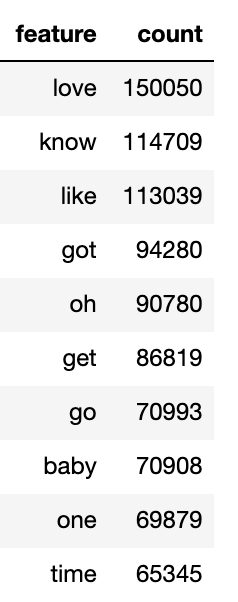 feature count
love 150050
know 114709
like 113039
got 94280
oh 90780
get 86819
go 70993
baby 70908
one 69879
time 65345